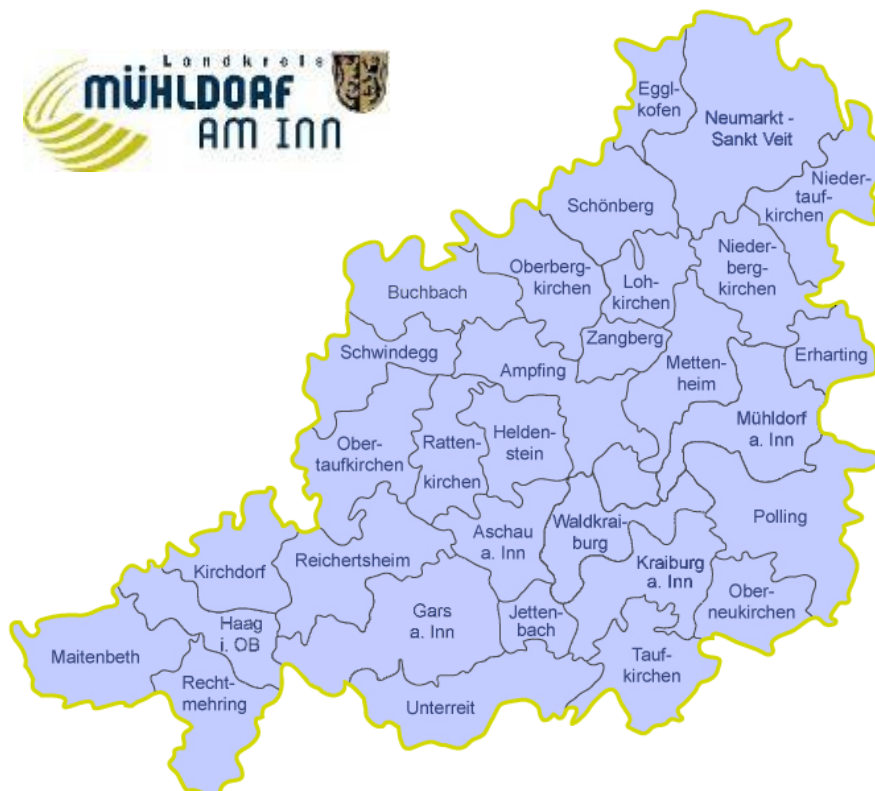 Landkreis
MÜHLDORF
AM INN
Eggl-
kofen
Neumarkt -
Sankt Veit
Nieder-
tauf-
kirchen
Schönberg
Oberberg-
kirchen
Loh-
kirchen
Nieder-
berg-
kirchen
Buchbach
Schwindegg
Ampfing
Zangberg
Metten-
heim
Erharting
Mühldorf
a. Inn
Ober-
taufkirchen
Ratten-
kirchen
Helden-
stein
Aschau
a. Inn
Waldkrai-
burg
Polling
Kirchdorf
Reichertsheim
Kraiburg
a. Inn
Ober-
neukirchen
Haag
i. OB
Gars
a. Inn
Jetten-
bach
Maitenbeth
Recht-
mehring
Unterreit
Tauf-
kirchen